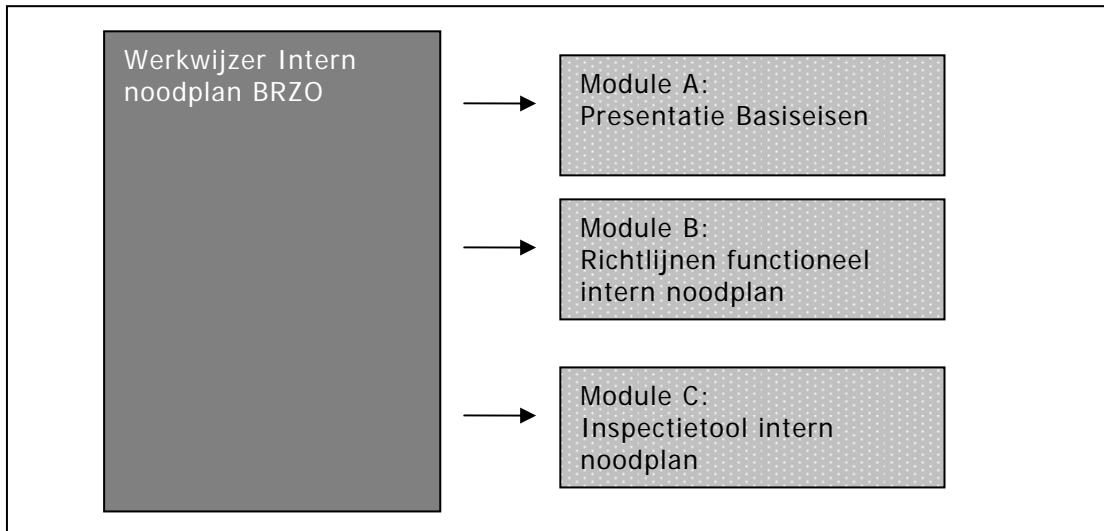 Werkwijzer Intern
noodplan BRZO
Module A:
Presentatie Basiseisen
Module B:
Richtlijnen functioneel
intern noodplan
Module C:
Inspectietool intern
noodplan